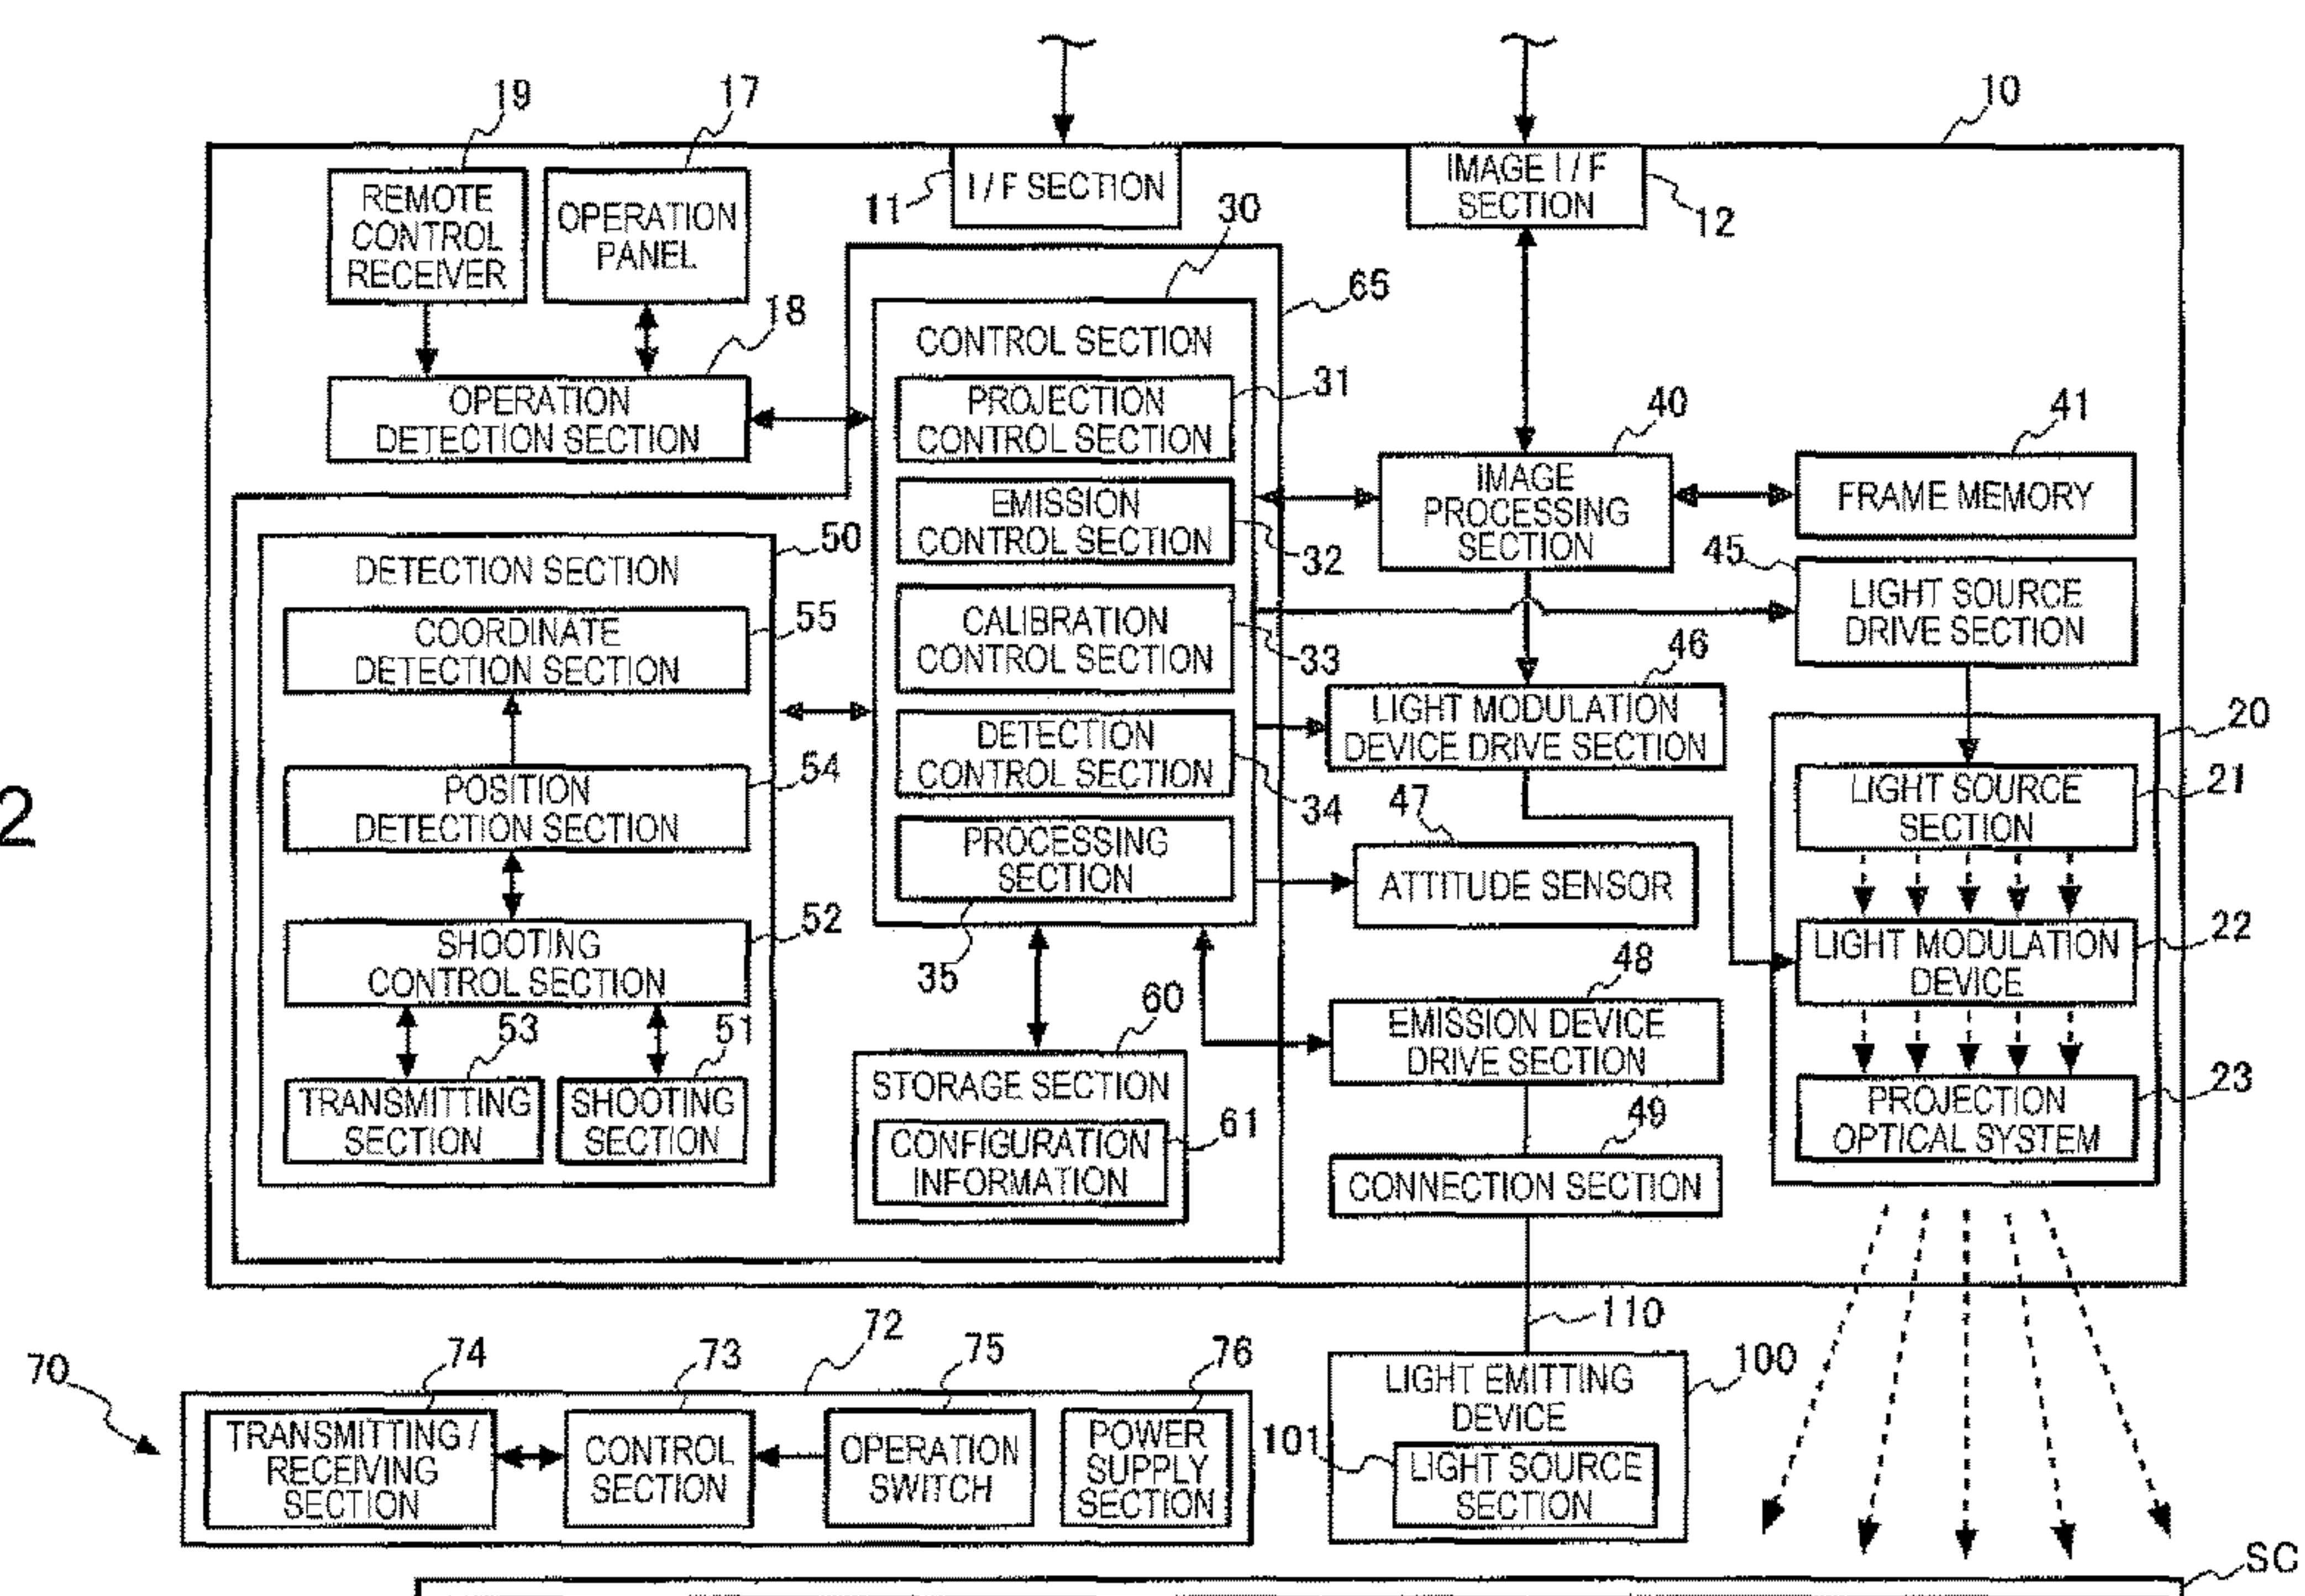 19
17
10
REMOTE
CONTROL
RECEIVER
OPERATION
PANEL
11
I/F SECTION
IMAGE I/F
SECTION
12
30
65
18
OPERATION
DETECTION SECTION
CONTROL SECTION
PROJECTION
CONTROL SECTION
31
EMISSION
CONTROL SECTION
32
CALIBRATION
CONTROL SECTION
33
DETECTION
CONTROL SECTION
34
PROCESSING
SECTION
35
40
IMAGE
PROCESSING
SECTION
41
FRAME MEMORY
45
LIGHT SOURCE
DRIVE SECTION
46
LIGHT MODULATION
DEVICE DRIVE SECTION
47
ATTITUDE SENSOR
50
DETECTION SECTION
COORDINATE
DETECTION SECTION
55
POSITION
DETECTION SECTION
54
SHOOTING
CONTROL SECTION
52
53
TRANSMITTING
SECTION
51
SHOOTING
SECTION
60
STORAGE SECTION
CONFIGURATION
INFORMATION
61
48
EMISSION DEVICE
DRIVE SECTION
49
CONNECTION SECTION
20
LIGHT SOURCE
SECTION
21
LIGHT MODULATION
DEVICE
22
PROJECTION
OPTICAL SYSTEM
23
2
110
70
72
74
TRANSMITTING/
RECEIVING
SECTION
73
CONTROL
SECTION
75
OPERATION
SWITCH
76
POWER
SUPPLY
SECTION
100
LIGHT EMITTING
DEVICE
101
LIGHT SOURCE
SECTION
SC